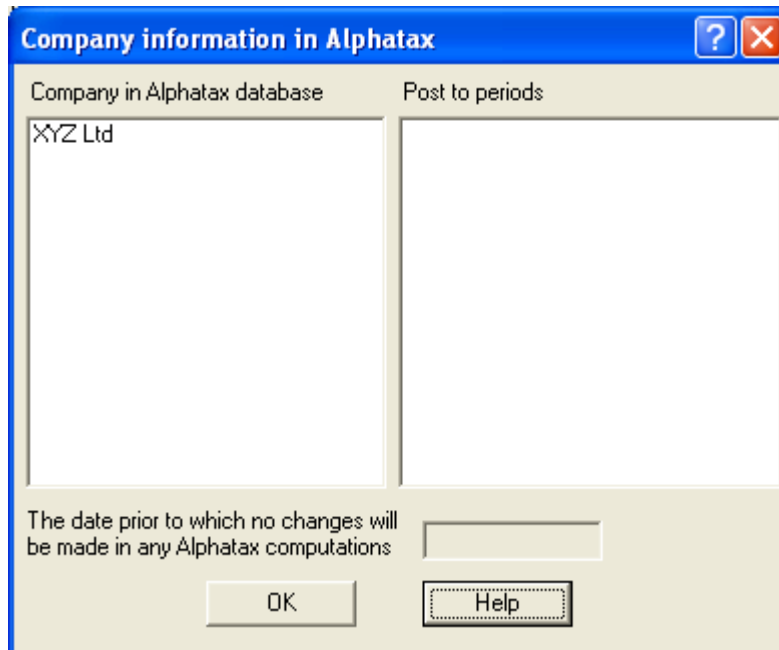 Company information in Alphatax
Company in Alphatax database
Post to periods
XYZ Ltd
The date prior to which no changes will
be made in any Alphatax computations
OK
Help